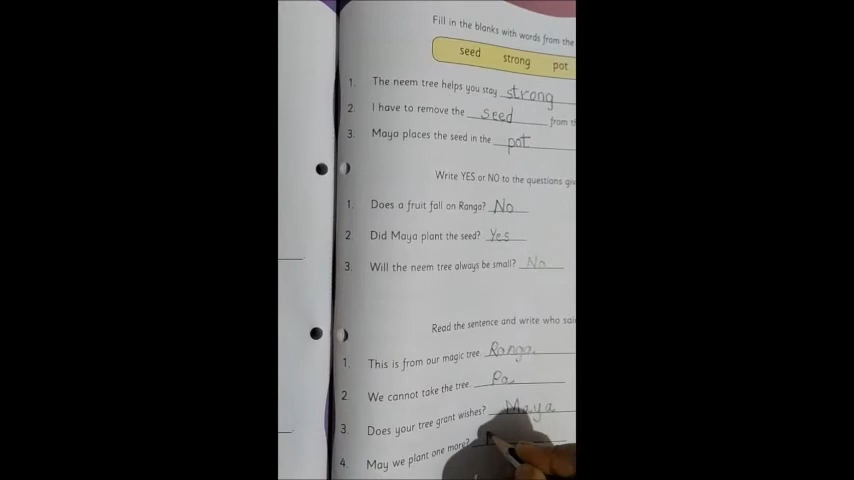 Fill in the blanks with words from the
seed strong pot
1. The neem tree helps you stay strong
2. I have to remove the seed from th
3. Maya places the seed in the pot
Write YES or NO to the questions giv
1. Does a fruit fall on Ranga? No
2. Did Maya plant the seed? Yes
3. Will the neem tree always be small? No
Read the sentence and write who sai
1. This is from our magic tree. Ranga.
2. We cannot take the tree. Pa
3. Does your tree grant wishes? Maya
4. May we plant one more?